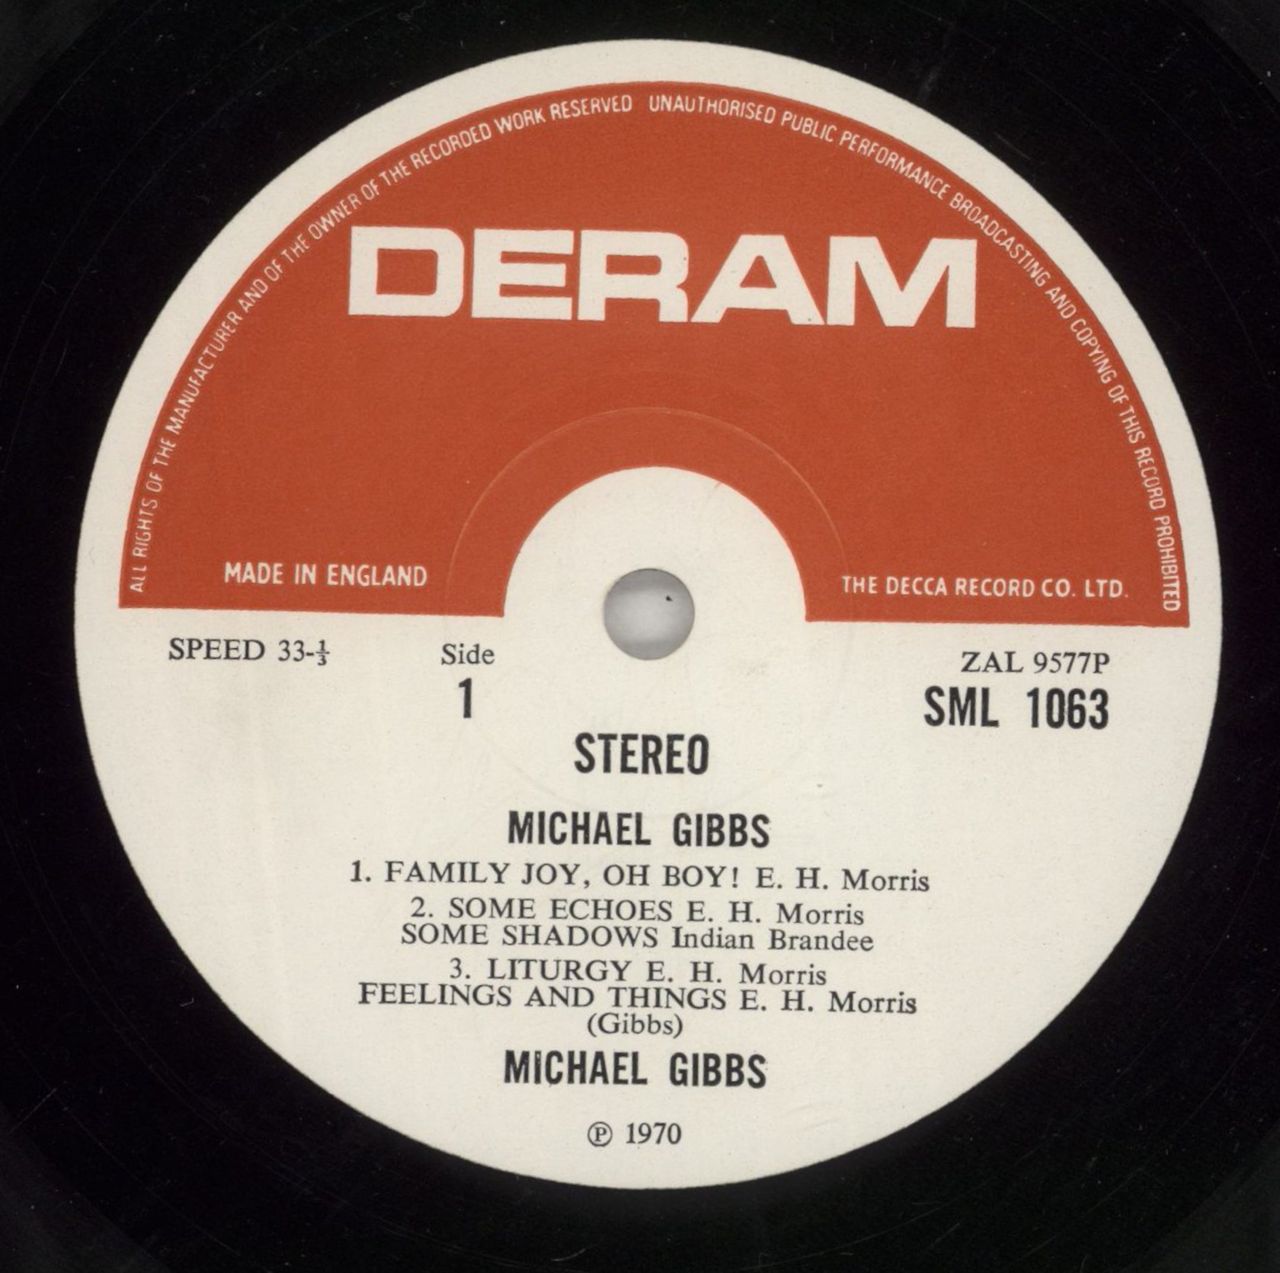 ALL RIGHTS OF THE MANUFACTURER AND OF THE OWNER OF THE RECORDED WORK RESERVED UNAUTHORISED PUBLIC PERFORMANCE BROADCASTING AND COPYING OF THIS RECORD PROHIBITED
DERAM
MADE IN ENGLAND
THE DECCA RECORD CO. LTD.
SPEED 33-⅓
Side
1
ZAL 9577P
SML 1063
STEREO
MICHAEL GIBBS
1. FAMILY JOY, OH BOY! E. H. Morris
2. SOME ECHOES E. H. Morris
SOME SHADOWS Indian Brandee
3. LITURGY E. H. Morris
FEELINGS AND THINGS E. H. Morris
(Gibbs)
MICHAEL GIBBS
℗ 1970